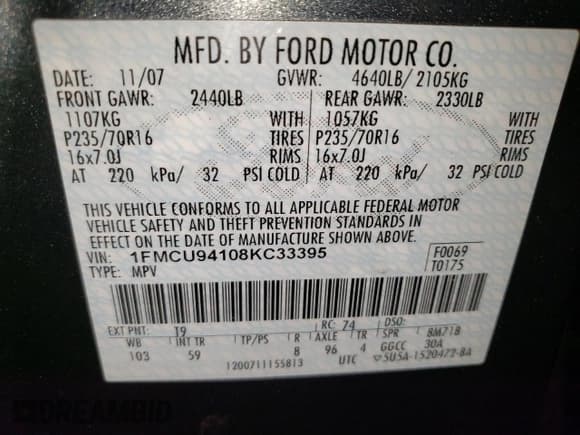 MFD. BY FORD MOTOR CO.
DATE: 11/07 GVWR: 4640LB/ 2105KG
FRONT GAWR: 2440LB REAR GAWR: 2330LB
1107KG WITH 1057KG WITH
P235/70R16 TIRES P235/70R16 TIRES
16x7.0J RIMS 16x7.0J RIMS
AT 220 kPa/ 32 PSI COLD AT 220 kPa/ 32 PSI COLD
THIS VEHICLE CONFORMS TO ALL APPLICABLE FEDERAL MOTOR
VEHICLE SAFETY AND THEFT PREVENTION STANDARDS IN
EFFECT ON THE DATE OF MANUFACTURE SHOWN ABOVE.
VIN: 1FMCU94108KC33395 F0069
TYPE: MPV T0175
EXT PNT: T9 RC: 74 DSO:
WB INT TR TP/PS R AXLE TR SPR 8M71B
103 59 8 96 4 GGCC 30A
1200711155813 UTC 5U5A-1520472-BA
DREAMBID